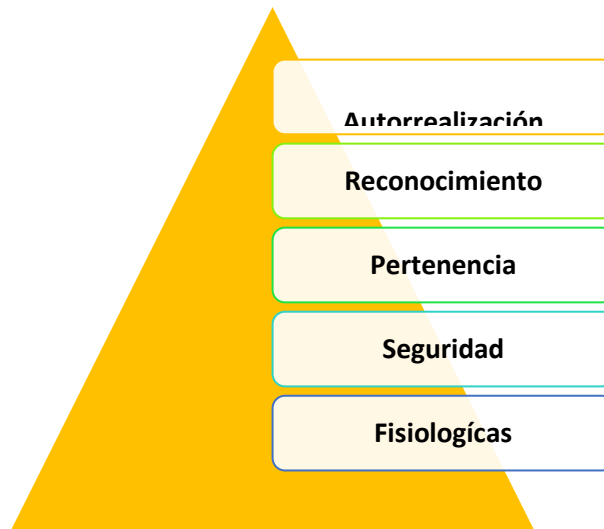 Autorrealización
Reconocimiento
Pertenencia
Seguridad
Fisiologícas